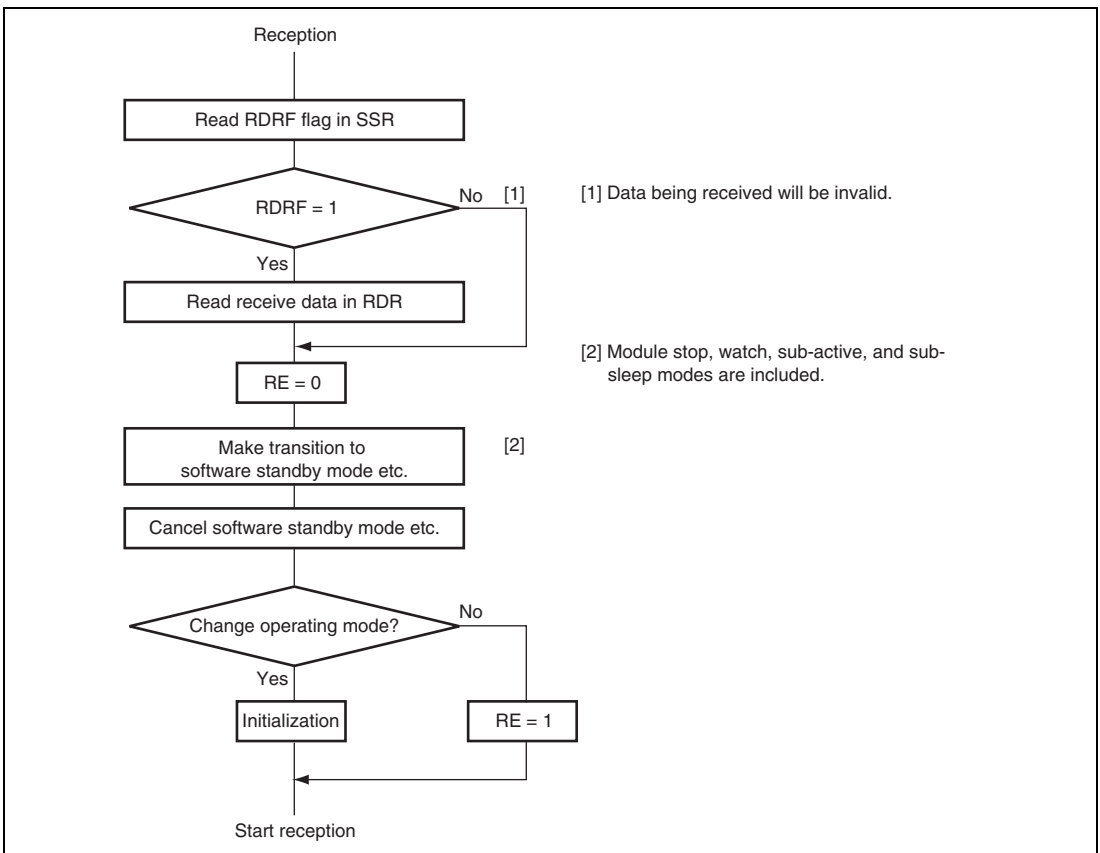 Reception
Read RDRF flag in SSR
RDRF = 1
No [1]
[1] Data being received will be invalid.
Yes
Read receive data in RDR
[2] Module stop, watch, sub-active, and sub-
sleep modes are included.
RE = 0
Make transition to
software standby mode etc.
[2]
Cancel software standby mode etc.
Change operating mode?
No
Yes
Initialization
RE = 1
Start reception